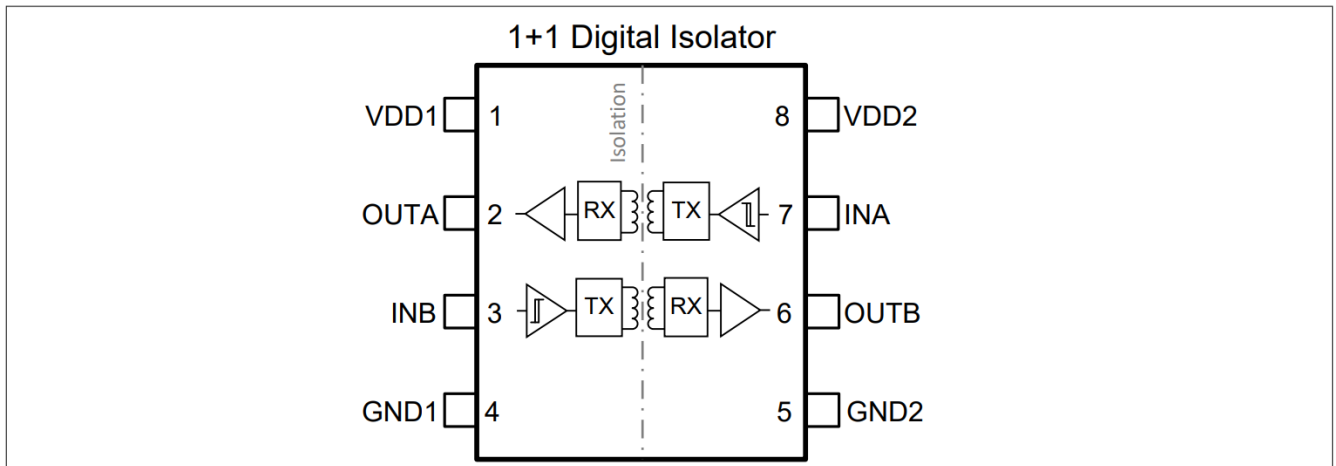 1+1 Digital Isolator
VDD1 1 Isolation 8 VDD2
OUTA 2 RX TX 7 INA
INB 3 TX RX 6 OUTB
GND1 4 5 GND2